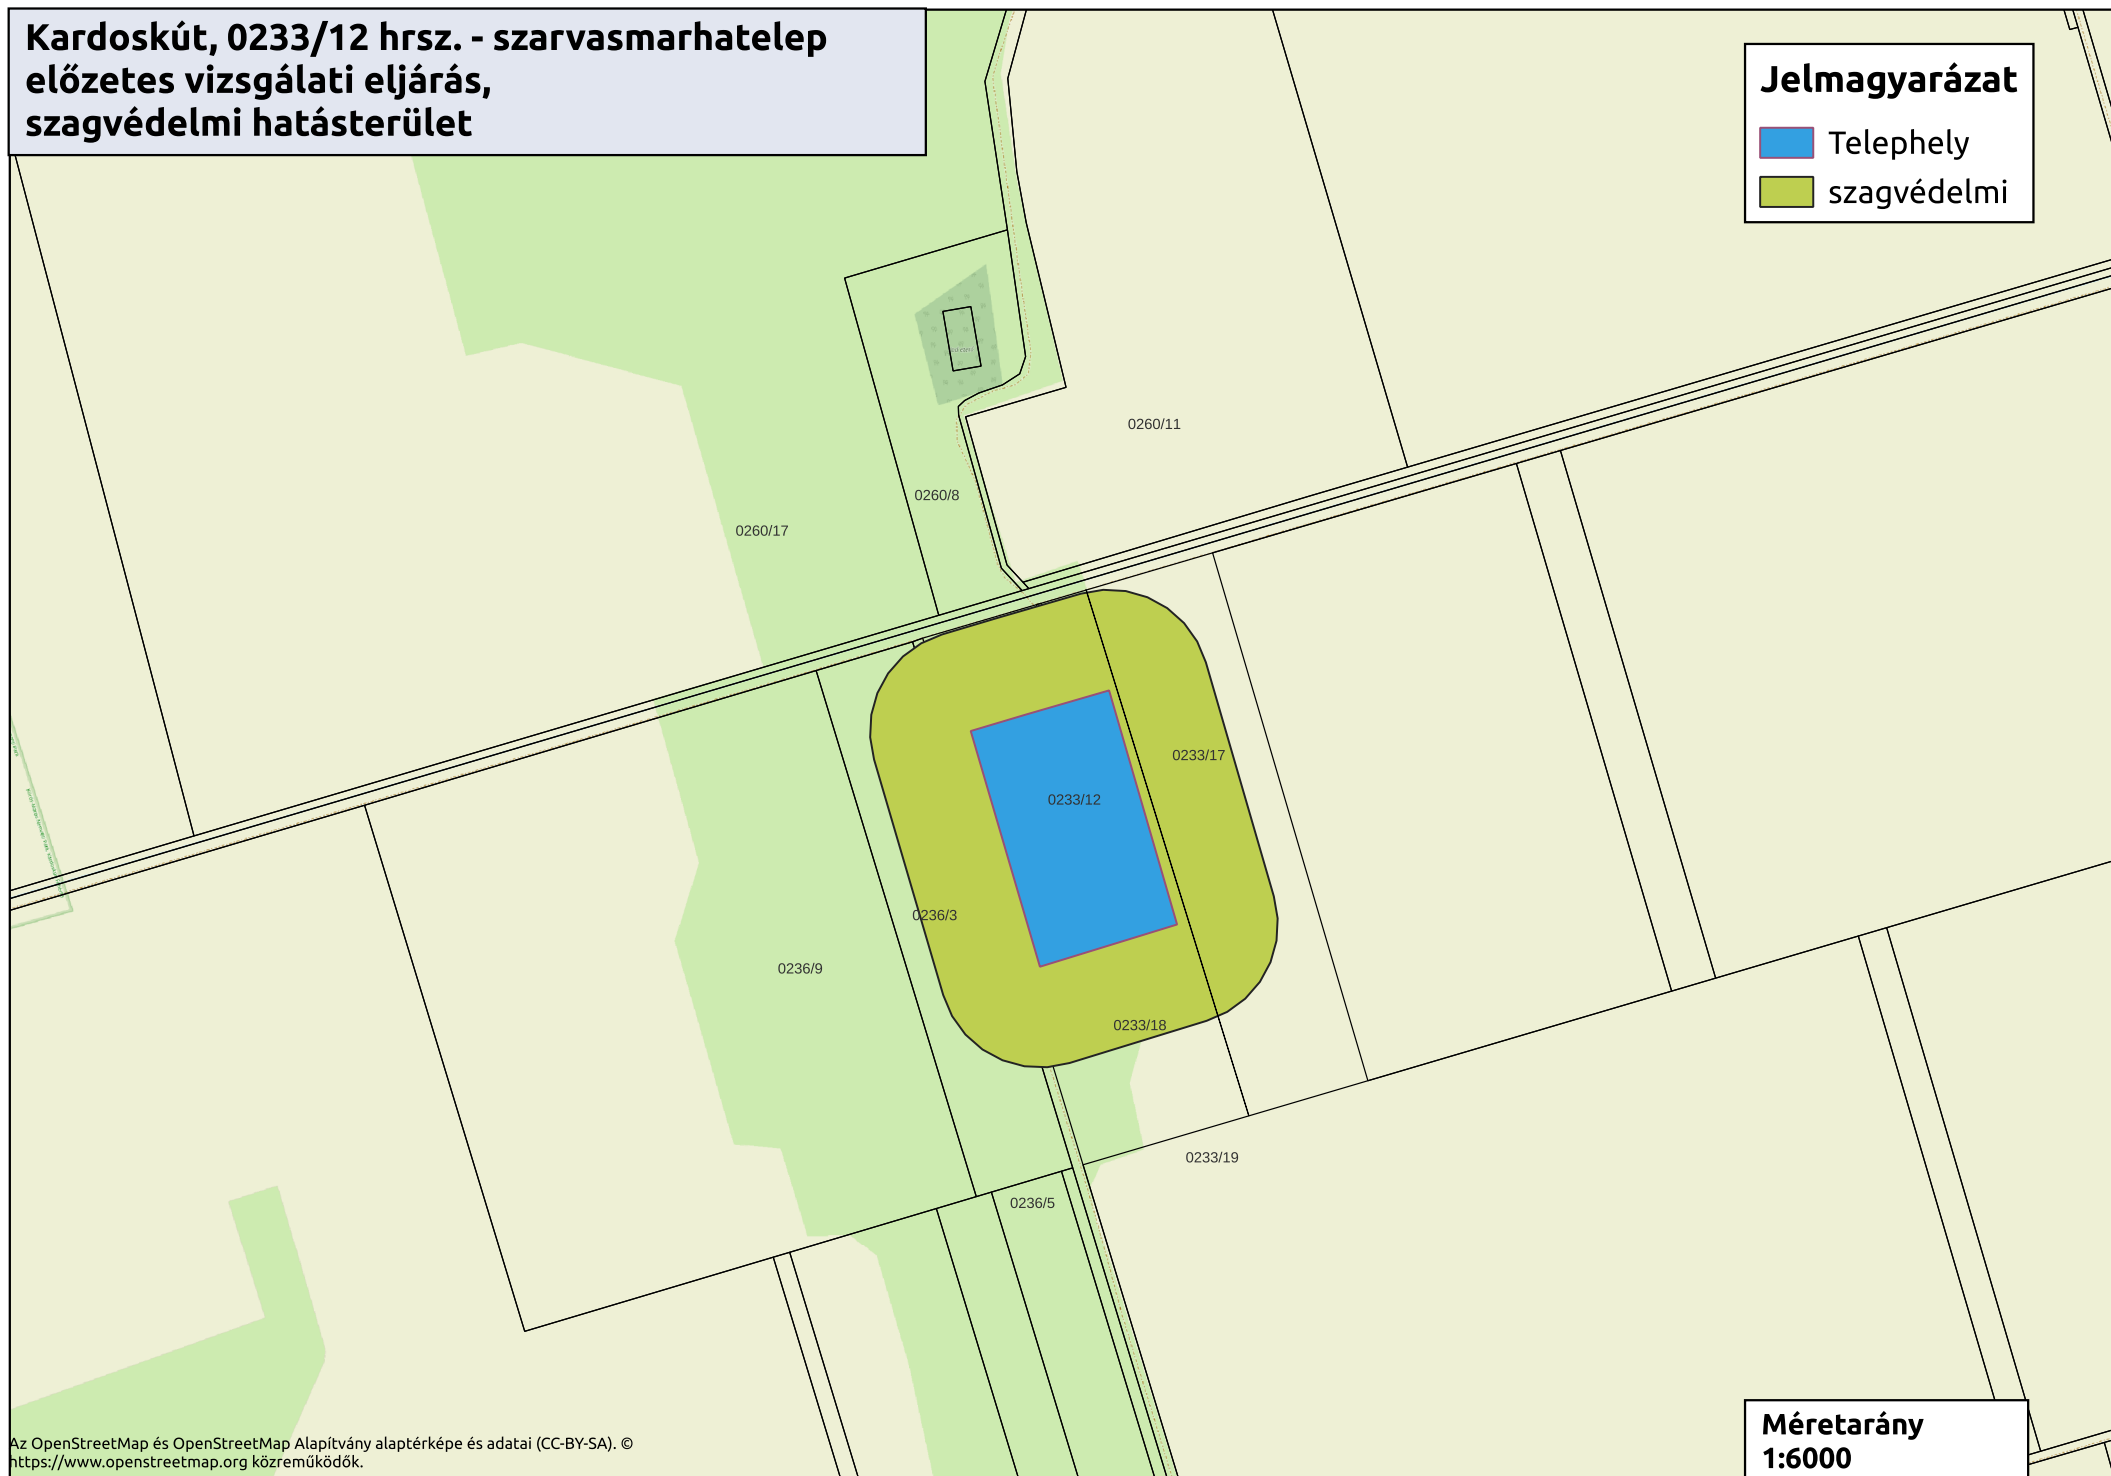 Kardoskút, 0233/12 hrsz. - szarvasmarhatelep
előzetes vizsgálati eljárás,
szagvédelmi hatásterület
Jelmagyarázat
Telephely
szagvédelmi
0260/11
0260/8
0260/17
0233/17
0233/12
0236/3
0236/9
0233/18
0233/19
0236/5
Az OpenStreetMap és OpenStreetMap Alapítvány alaptérképe és adatai (CC-BY-SA). ©
https://www.openstreetmap.org közreműködők.
Méretarány
1:6000